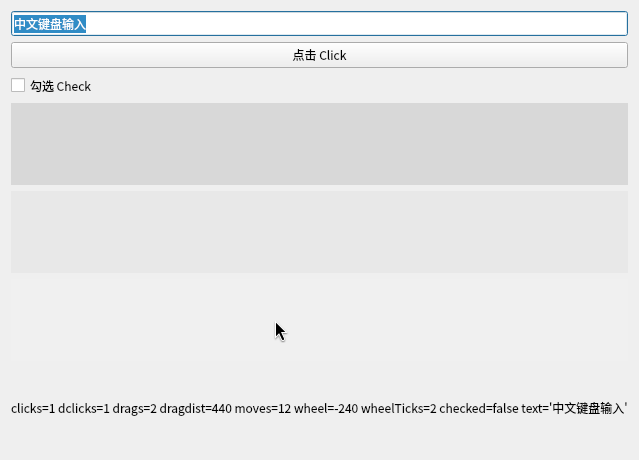 中文键盘输入
点击 Click
勾选 Check
clicks=1 dclicks=1 drags=2 dragdist=440 moves=12 wheel=-240 wheelTicks=2 checked=false text='中文键盘输入'